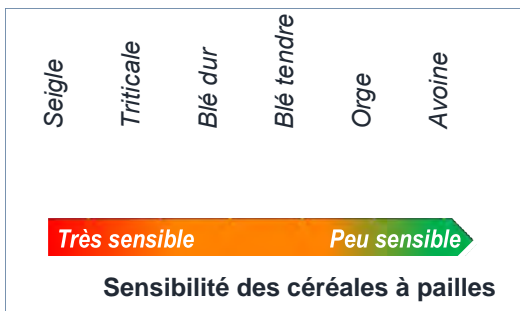 Seigle
Triticale
Blé dur
Blé tendre
Orge
Avoine
Très sensible
Peu sensible
Sensibilité des céréales à pailles